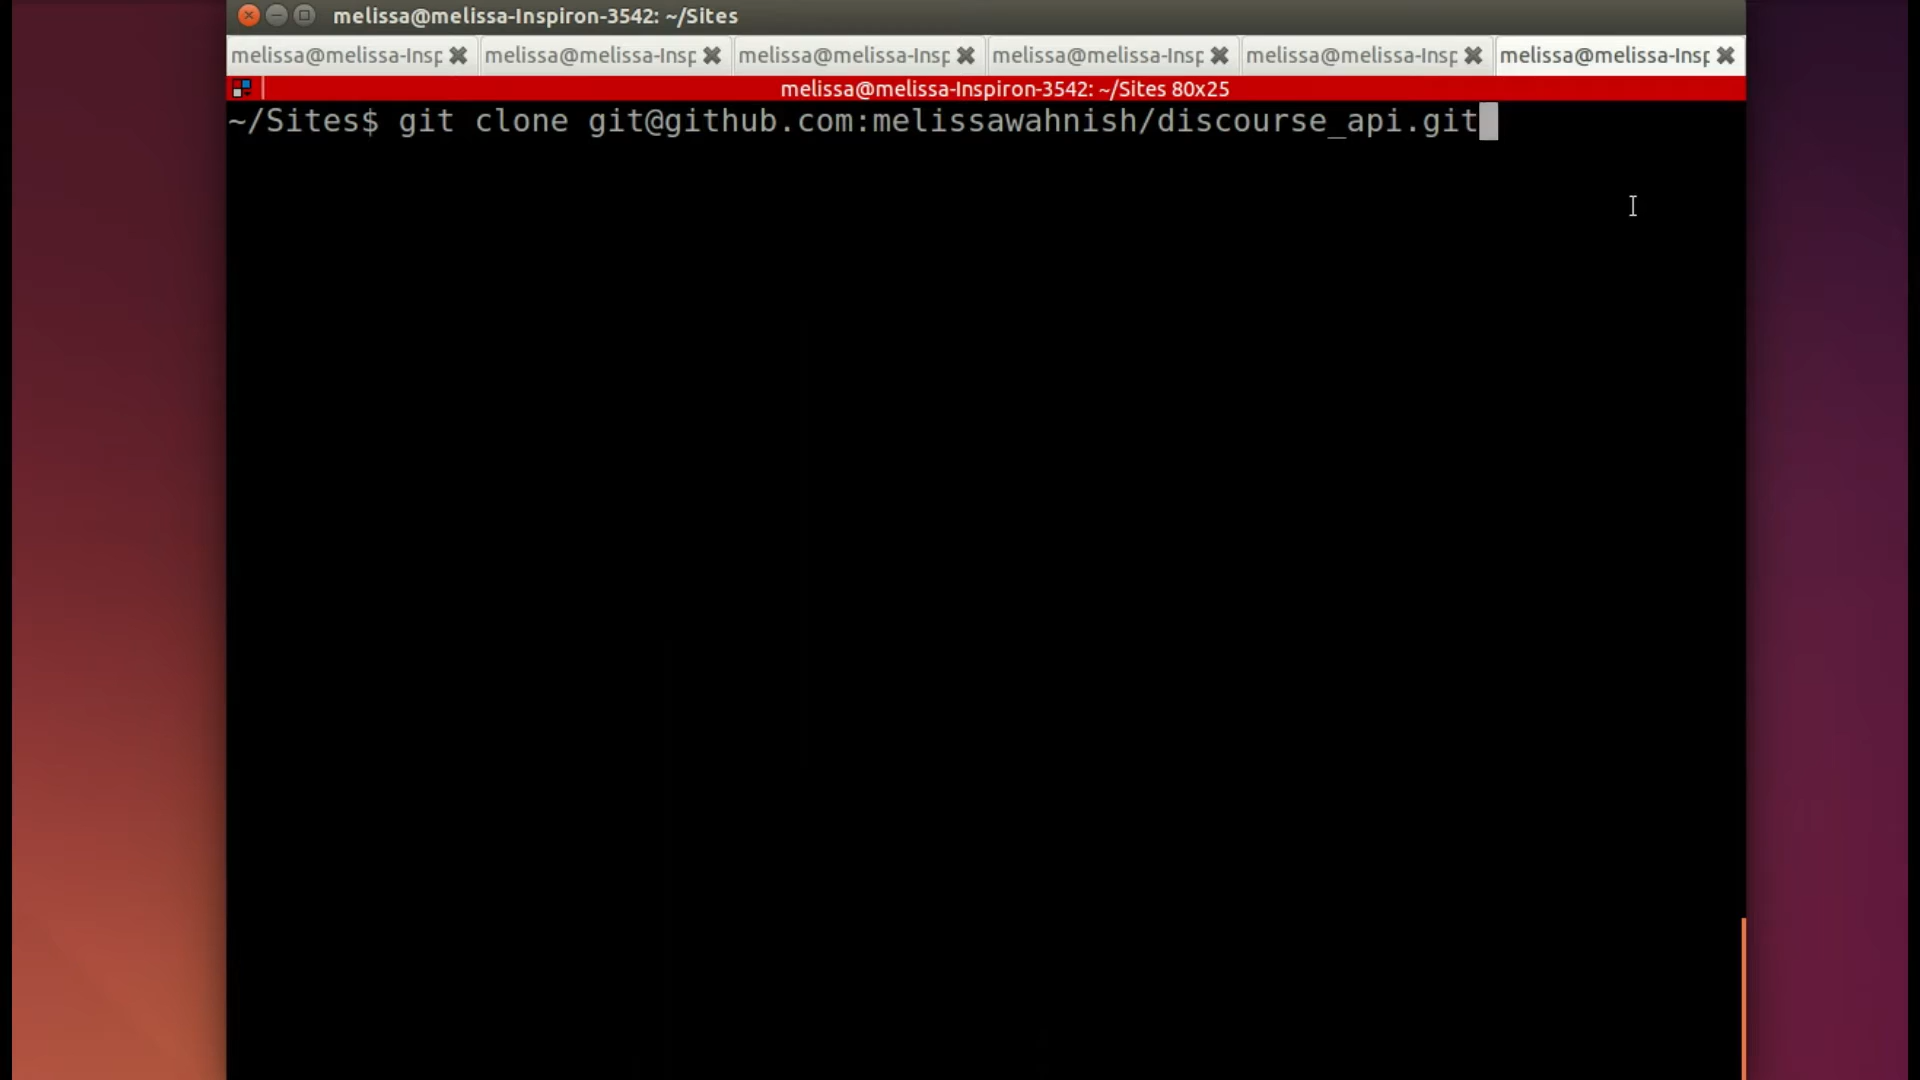 melissa@melissa-Inspiron-3542: ~/Sites
melissa@melissa-Insp melissa@melissa-Insp melissa@melissa-Insp melissa@melissa-Insp melissa@melissa-Insp melissa@melissa-Insp
melissa@melissa-Inspiron-3542: ~/Sites 80x25
~/Sites$ git clone git@github.com:melissawahnish/discourse_api.git